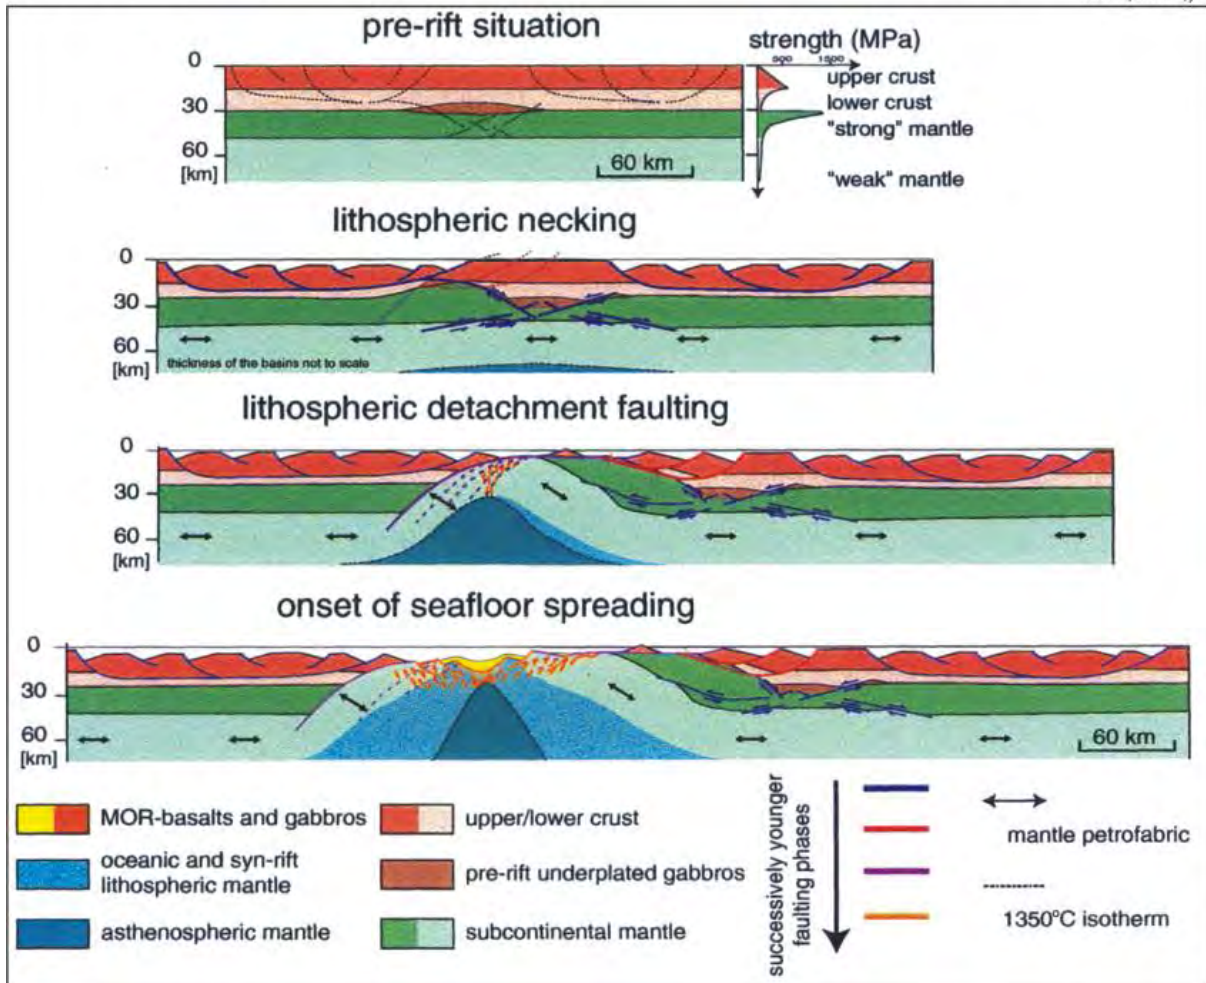 pre-rift situation
strength (MPa)
500 1500
0
30
60
[km]
upper crust
lower crust
"strong" mantle
"weak" mantle
60 km
lithospheric necking
0
30
60
[km]
thickness of the basins not to scale
lithospheric detachment faulting
0
30
60
[km]
onset of seafloor spreading
0
30
60
[km]
60 km
MOR-basalts and gabbros
oceanic and syn-rift
lithospheric mantle
asthenospheric mantle
upper/lower crust
pre-rift underplated gabbros
subcontinental mantle
successively younger
faulting phases
mantle petrofabric
1350°C isotherm